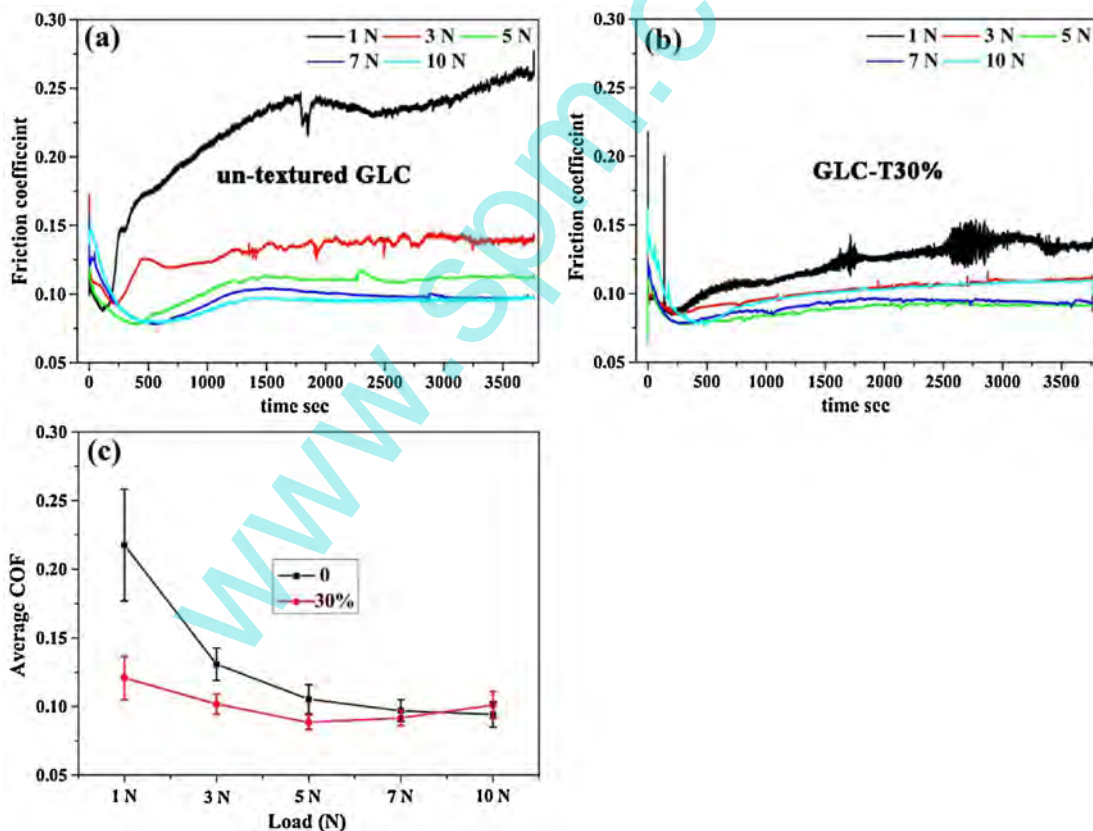 (a)
1 N 3 N 5 N
7 N 10 N
un-textured GLC
Friction coefficeint
0.30
0.25
0.20
0.15
0.10
0.05
0 500 1000 1500 2000 2500 3000 3500
time sec
(b)
1 N 3 N 5 N
7 N 10 N
GLC-T30%
Friction coefficeint
0.30
0.25
0.20
0.15
0.10
0.05
0 500 1000 1500 2000 2500 3000 3500
time sec
(c)
0
30%
Average COF
0.30
0.25
0.20
0.15
0.10
0.05
1 N 3 N 5 N 7 N 10 N
Load (N)
www.spm.c